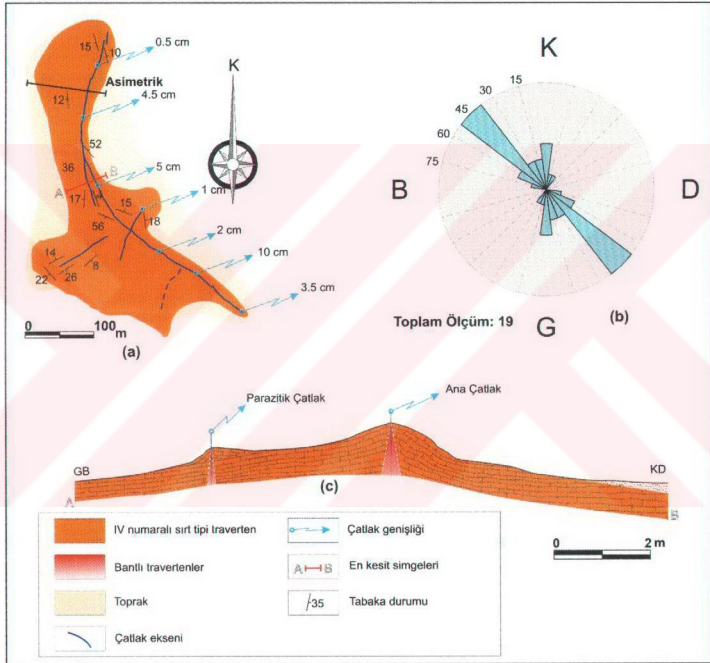 0.5 cm
15
10
Asimetrik
12
4.5 cm
52
36
A
B
5 cm
17
15
1 cm
18
56
2 cm
14
22
26
8
10 cm
3.5 cm
0 100 m
(a)
K
K
15
30
45
60
75
B
D
G
Toplam Ölçüm: 19
(b)
Parazitik Çatlak
Ana Çatlak
GB
KD
A
B
(c)
IV numaralı sırt tipi traverten
Bantlı travertenler
Toprak
Çatlak ekseni
Çatlak genişliği
A B
En kesit simgeleri
35
Tabaka durumu
0 2 m